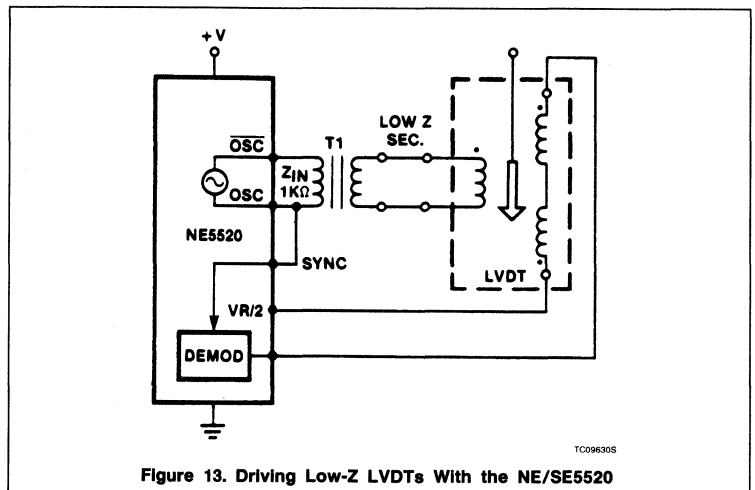 +V
OSC
OSC
Z_IN
1KΩ
T1
LOW Z
SEC.
NE5520
SYNC
VR/2
LVDT
DEMOD
TC09630S
Figure 13. Driving Low-Z LVDTs With the NE/SE5520